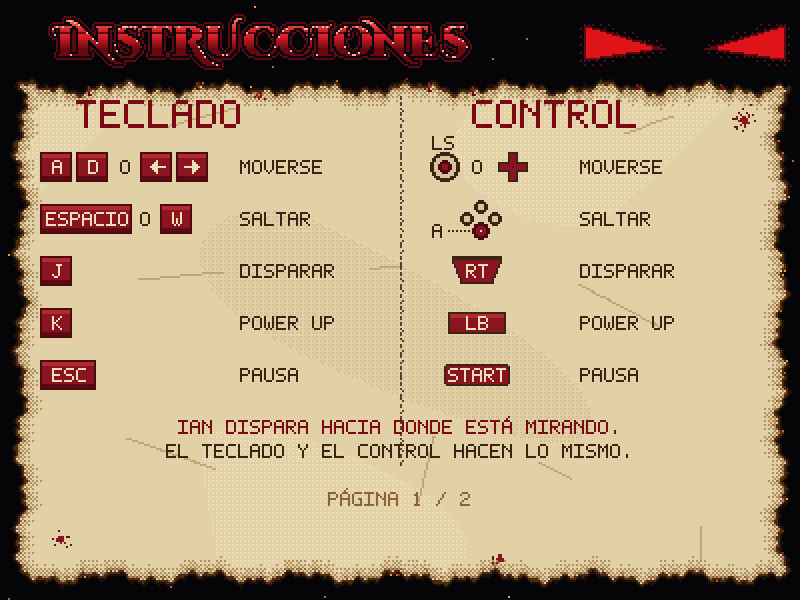 INSTRUCCIONES
TECLADO
A D O ← → MOVERSE
ESPACIO O W SALTAR
J DISPARAR
K POWER UP
ESC PAUSA
CONTROL
LS
O MOVERSE
A SALTAR
RT DISPARAR
LB POWER UP
START PAUSA
IAN DISPARA HACIA DONDE ESTÁ MIRANDO.
EL TECLADO Y EL CONTROL HACEN LO MISMO.
PÁGINA 1 / 2